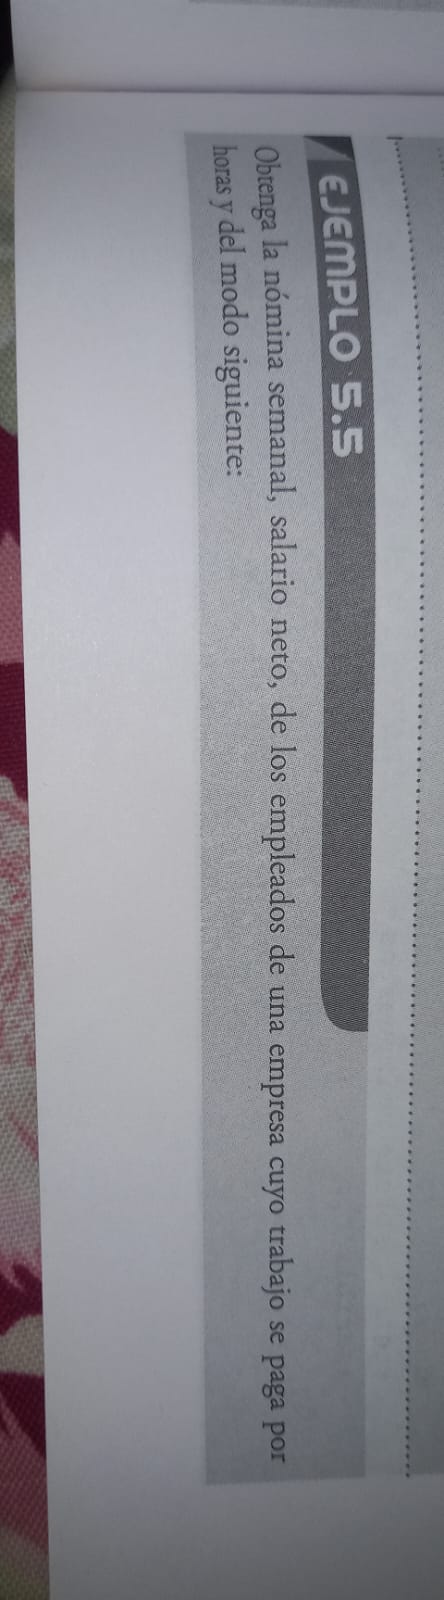 EJEMPLO 5.5
Obtenga la nómina semanal, salario neto, de los empleados de una empresa cuyo trabajo se paga por
horas y del modo siguiente: